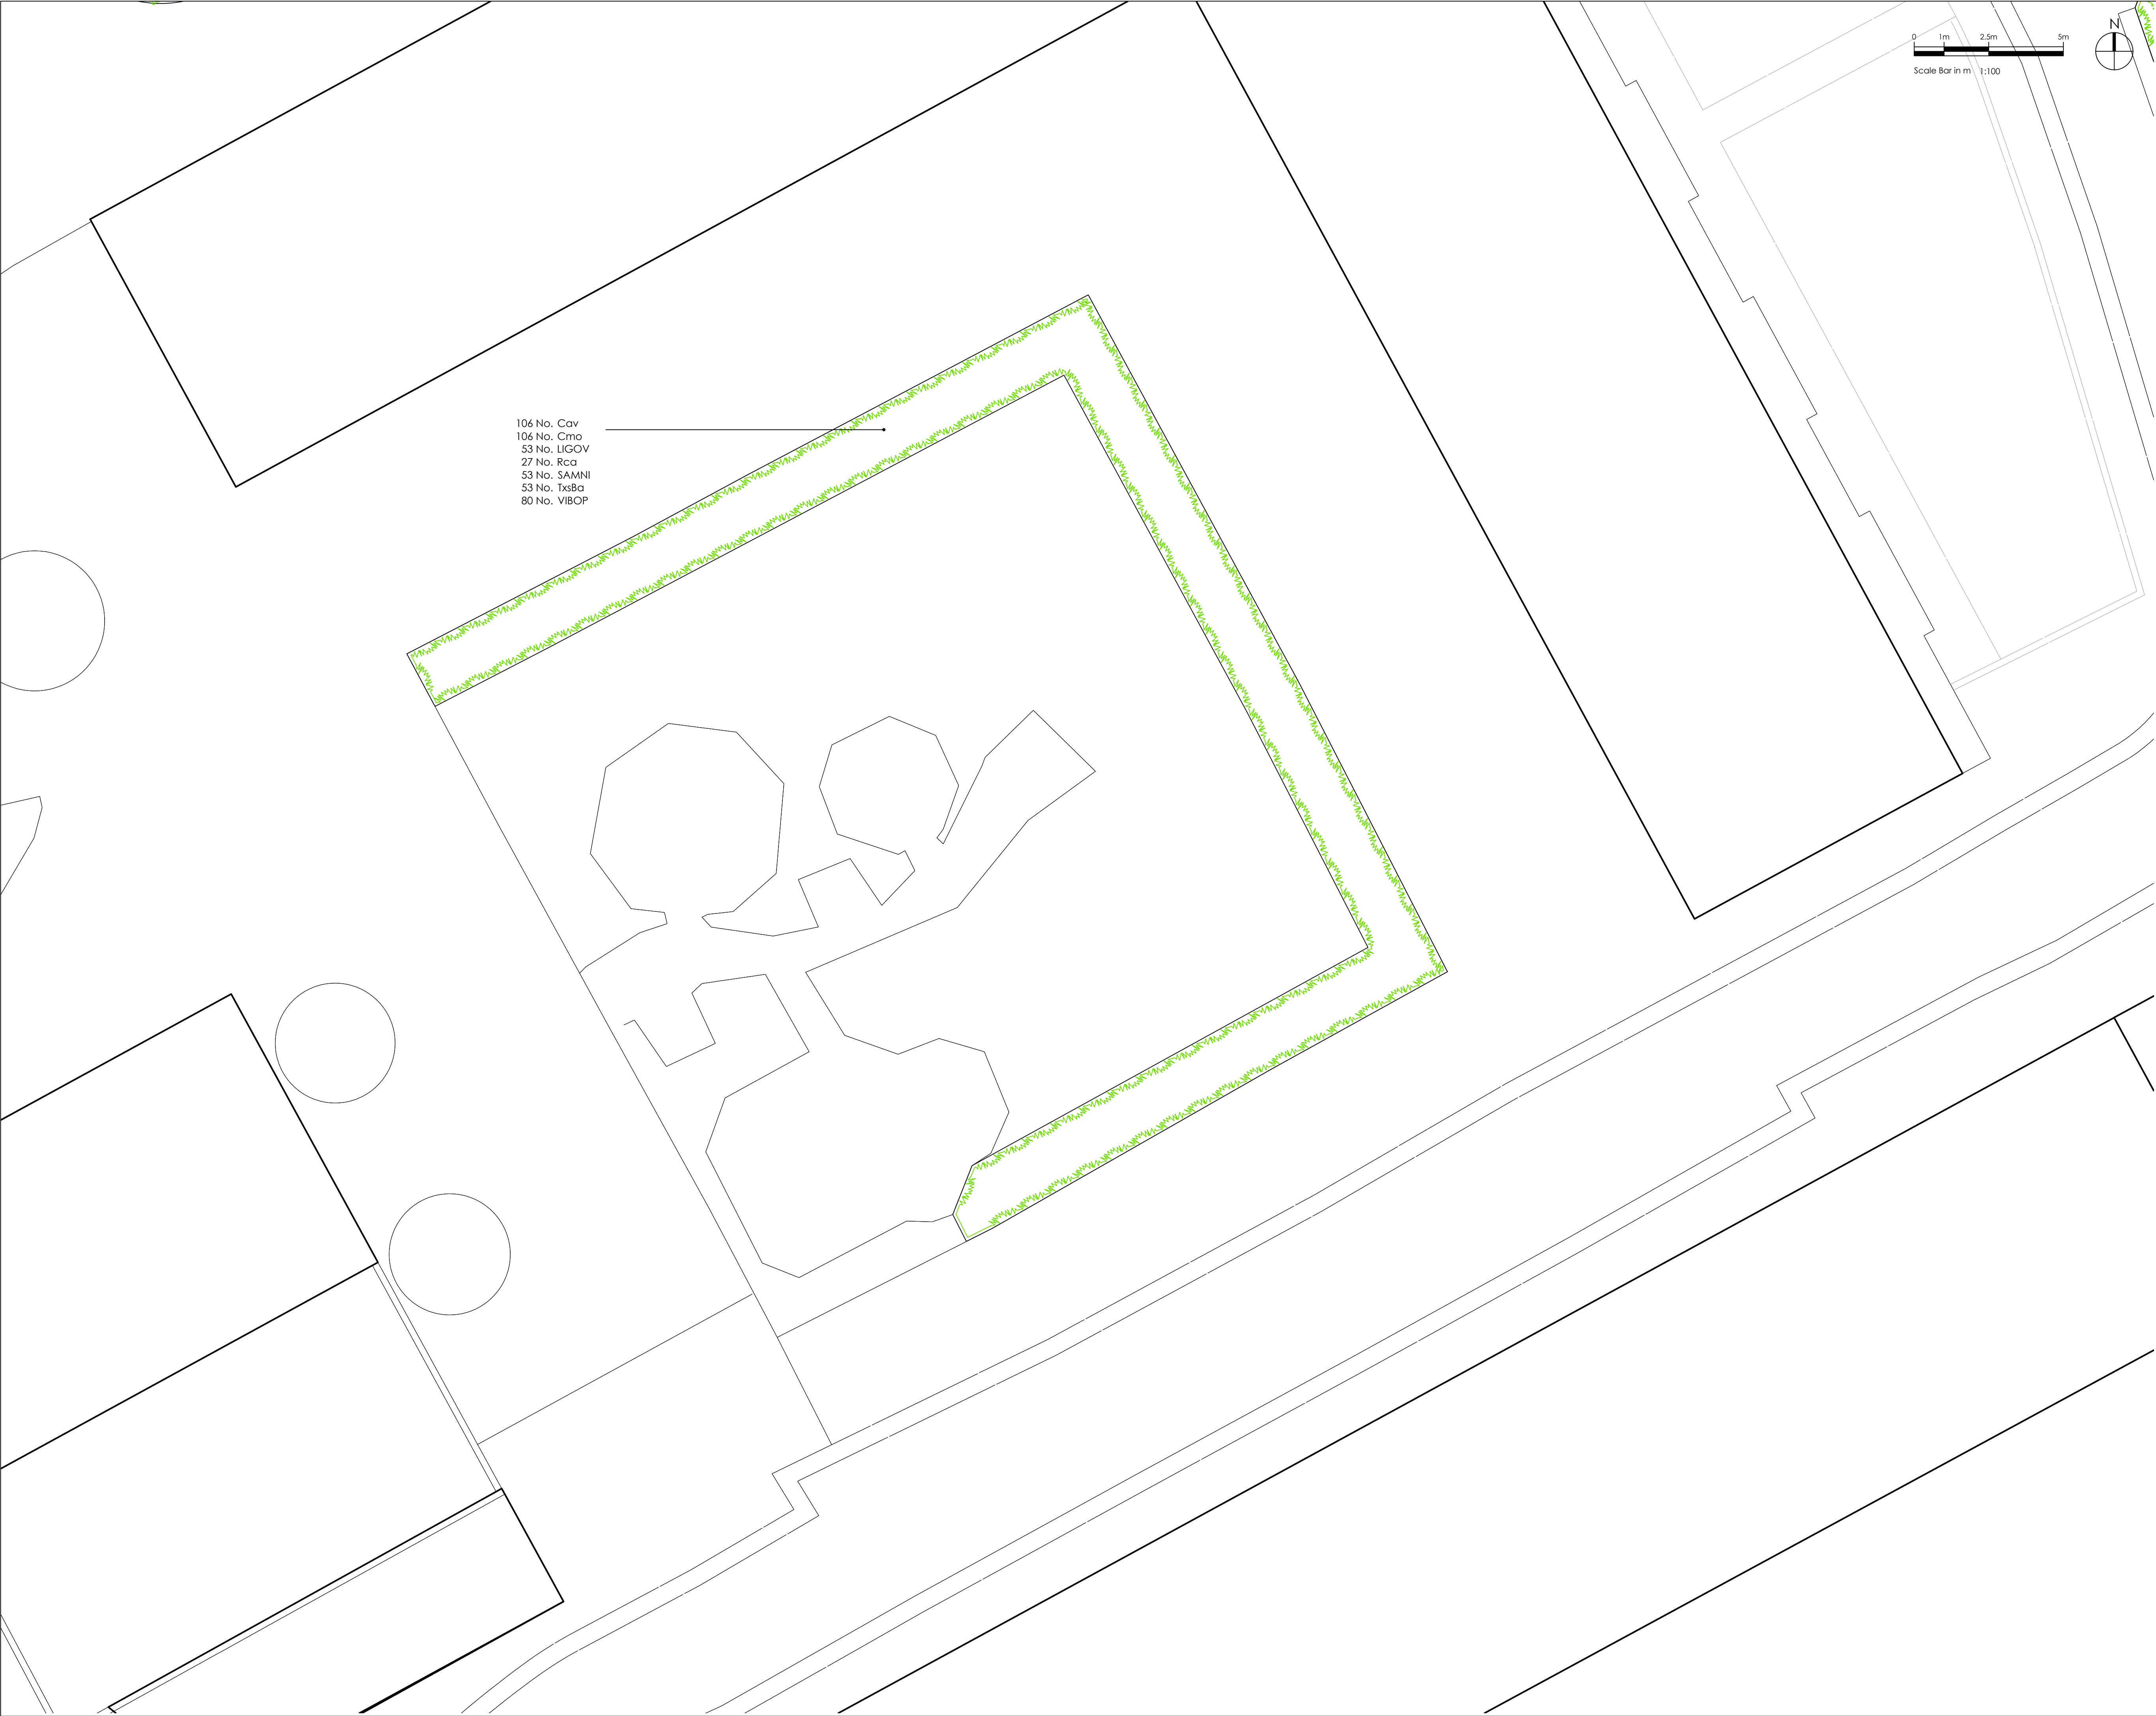 N
0 1m 2.5m 5m
Scale Bar in m 1:100
106 No. Cav
106 No. Cmo
53 No. LIGOV
27 No. Rca
53 No. SAMNI
53 No. TxsBa
80 No. VIBOP